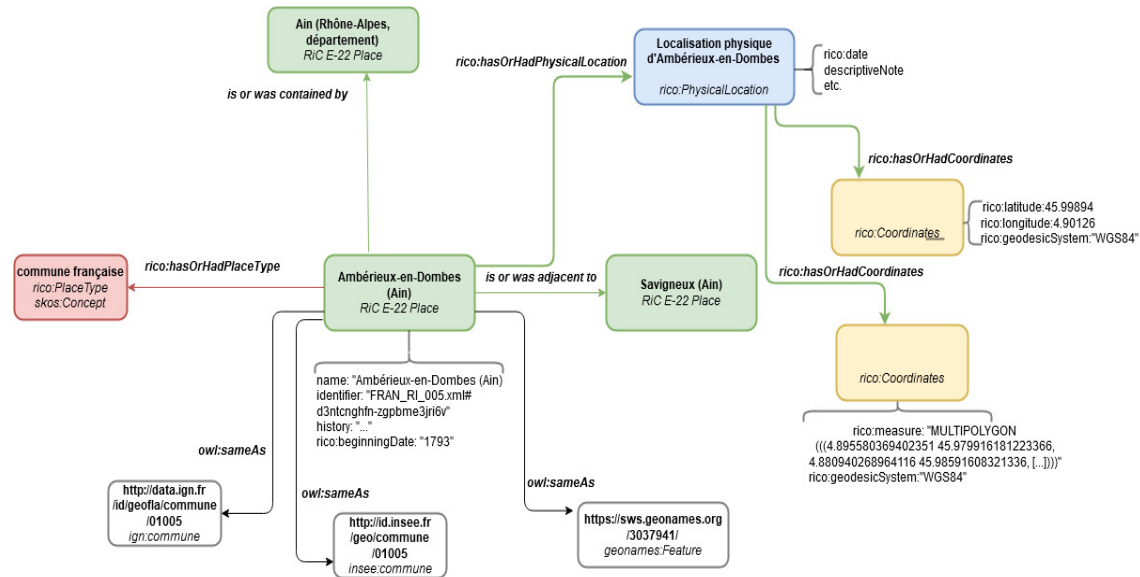 Ain (Rhône-Alpes,
département)
RiC E-22 Place
is or was contained by
rico:hasOrHadPhysicalLocation
Localisation physique
d'Ambérieux-en-Dombes
rico:PhysicalLocation
rico:date
descriptiveNote
etc.
rico:hasOrHadCoordinates
rico:Coordinates
rico:latitude:45.99894
rico:longitude:4.90126
rico:geodesicSystem:"WGS84"
rico:hasOrHadCoordinates
commune française
rico:PlaceType
skos:Concept
rico:hasOrHadPlaceType
Ambérieux-en-Dombes
(Ain)
RiC E-22 Place
is or was adjacent to
Savigneux (Ain)
RiC E-22 Place
rico:Coordinates
name: "Ambérieux-en-Dombes (Ain)
identifier: "FRAN_RI_005.xml#
d3ntcnghfn-zgpbme3jri6v"
history: "..."
rico:beginningDate: "1793"
rico:measure: "MULTIPOLYGON
(((4.895580369402351 45.979916181223366,
4.880940268964116 45.98591608321336, [...])))"
rico:geodesicSystem:"WGS84"
owl:sameAs
owl:sameAs
owl:sameAs
http://data.ign.fr
/id/geofla/commune
/01005
ign:commune
http://id.insee.fr
/geo/commune
/01005
insee:commune
https://sws.geonames.org
/3037941/
geonames:Feature